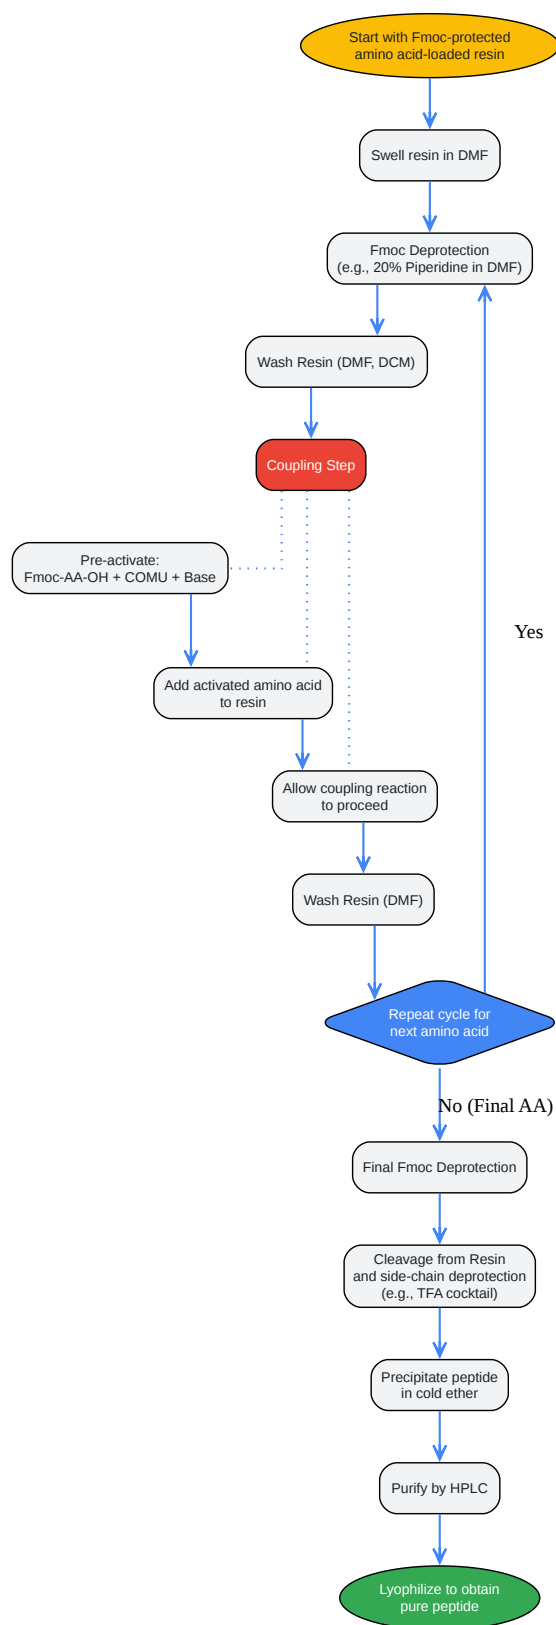 Start with Fmoc-protected
amino acid-loaded resin
Swell resin in DMF
Fmoc Deprotection
(e.g., 20% Piperidine in DMF)
Wash Resin (DMF, DCM)
Coupling Step
Pre-activate:
Fmoc-AA-OH + COMU + Base
Yes
Add activated amino acid
to resin
Allow coupling reaction
to proceed
Wash Resin (DMF)
Repeat cycle for
next amino acid
No (Final AA)
Final Fmoc Deprotection
Cleavage from Resin
and side-chain deprotection
(e.g., TFA cocktail)
Precipitate peptide
in cold ether
Purify by HPLC
Lyophilize to obtain
pure peptide